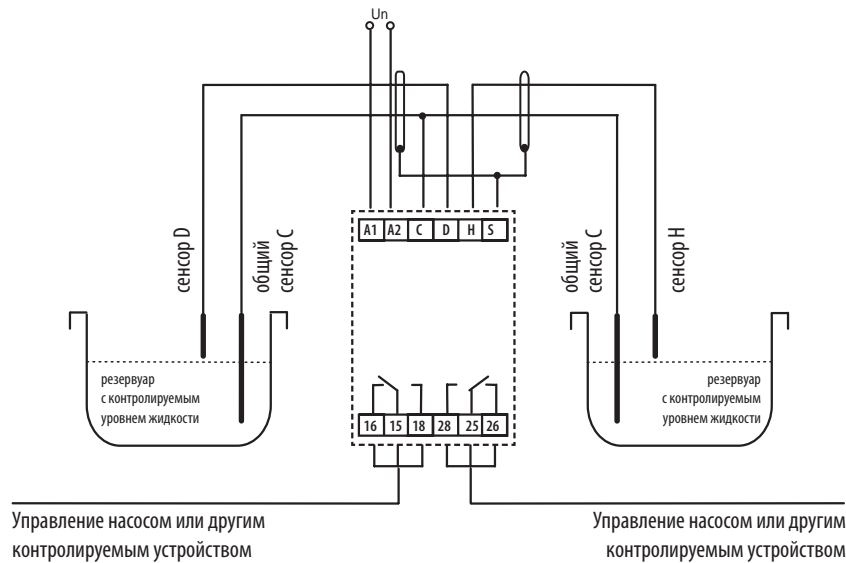 Un
A1 A2 C D H S
сенсор D
общий
сенсор C
общий
сенсор C
сенсор H
резервуар
с контролируемым
уровнем жидкости
резервуар
с контролируемым
уровнем жидкости
16 15 18 28 25 26
Управление насосом или другим
контролируемым устройством
Управление насосом или другим
контролируемым устройством